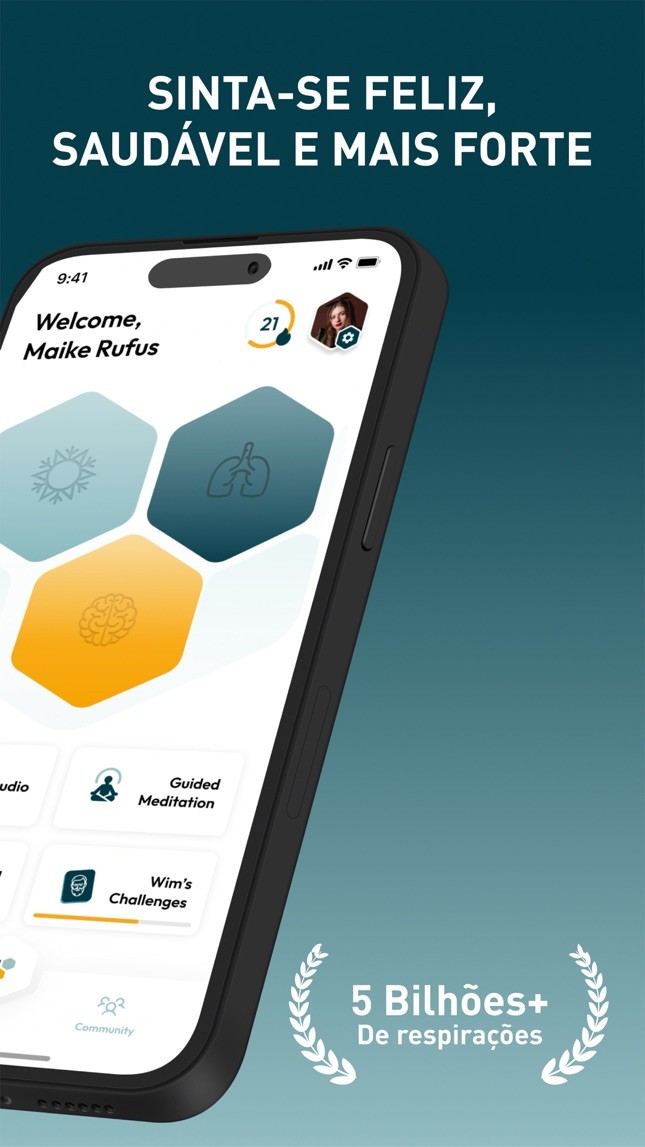 SINTA-SE FELIZ,
SAUDÁVEL E MAIS FORTE
9:41
Welcome,
Maike Rufus
21
Guided
Meditation
Wim's
Challenges
Community
5 Bilhões+
De respirações